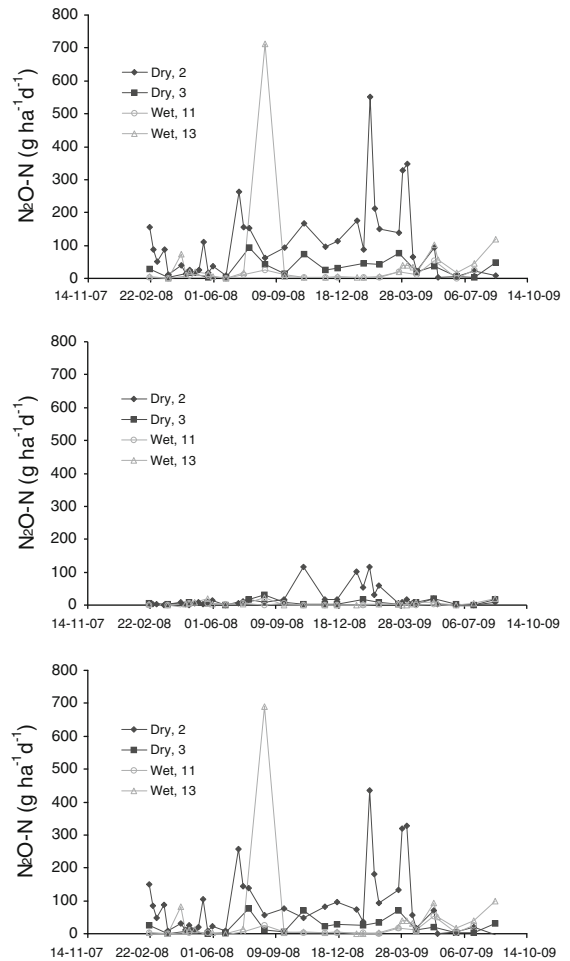 800
700
600
500
400
300
200
100
0
N2O-N (g ha-1d-1)
Dry, 2
Dry, 3
Wet, 11
Wet, 13
14-11-07 22-02-08 01-06-08 09-09-08 18-12-08 28-03-09 06-07-09 14-10-09
800
700
600
500
400
300
200
100
0
N2O-N (g ha-1d-1)
Dry, 2
Dry, 3
Wet, 11
Wet, 13
14-11-07 22-02-08 01-06-08 09-09-08 18-12-08 28-03-09 06-07-09 14-10-09
800
700
600
500
400
300
200
100
0
N2O-N (g ha-1d-1)
Dry, 2
Dry, 3
Wet, 11
Wet, 13
14-11-07 22-02-08 01-06-08 09-09-08 18-12-08 28-03-09 06-07-09 14-10-09